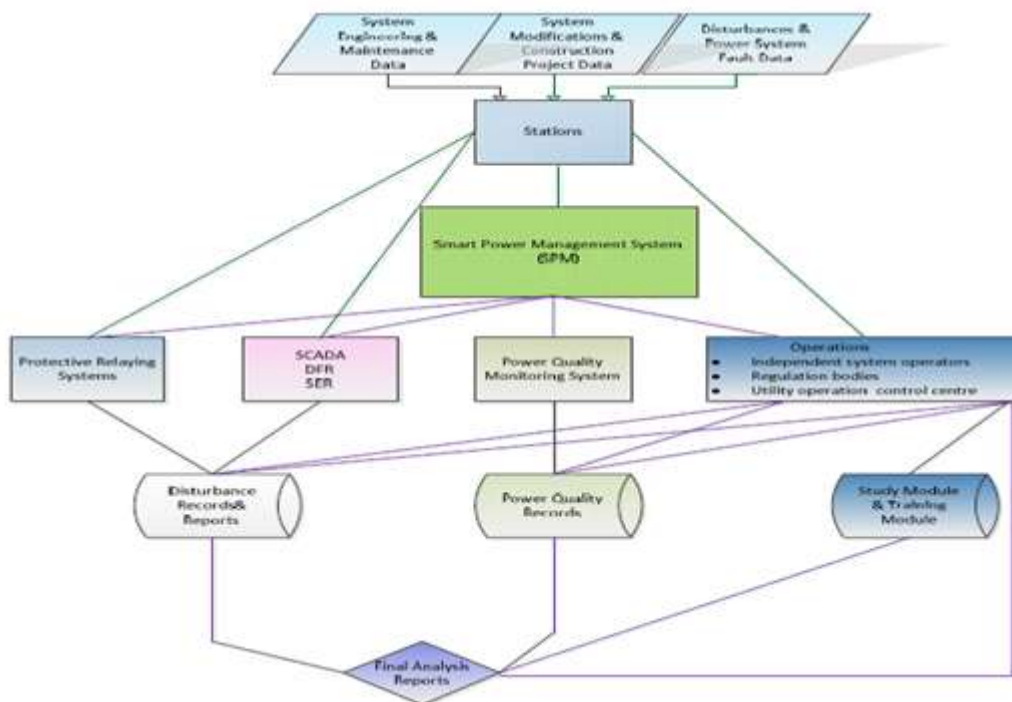 System
Engineering &
Maintenance
Data
System
Modifications &
Construction
Project Data
Disturbances &
Power System
Fault Data
Stations
Smart Power Management System
(SPM)
Protective Relaying
Systems
SCADA
DFR
SER
Power Quality
Monitoring System
Operations
• Independent system operators
• Regulation bodies
• Utility operation control centre
Disturbance
Records&
Reports
Power Quality
Records
Study Module
& Training
Module
Final Analysis
Reports